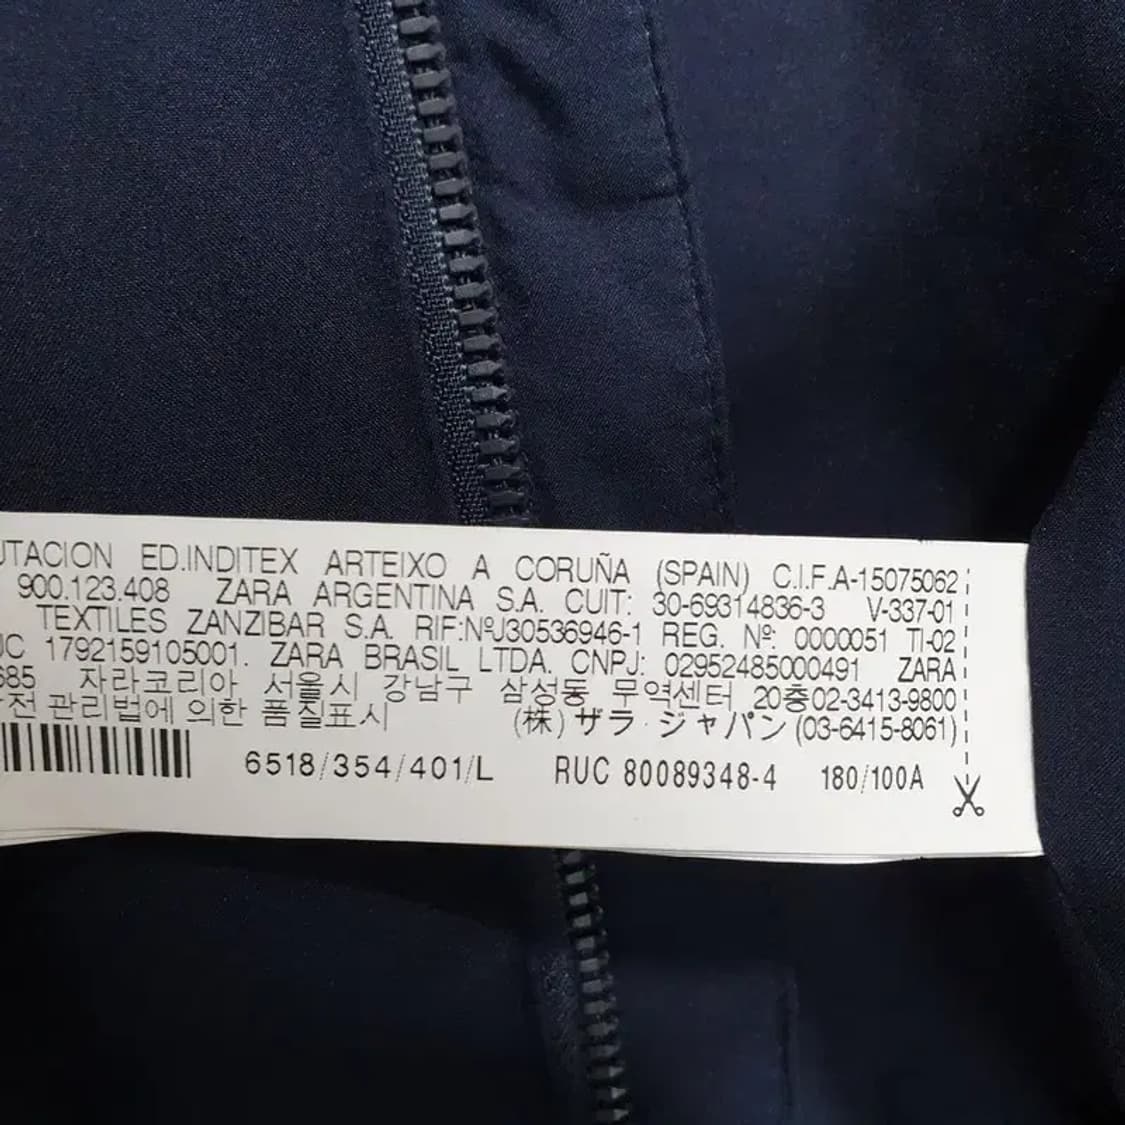 UTACION ED.INDITEX ARTEIXO A CORUÑA (SPAIN) C.I.F.A-15075062
900.123.408 ZARA ARGENTINA S.A. CUIT: 30-69314836-3 V-337-01
TEXTILES ZANZIBAR S.A. RIF:NºJ30536946-1 REG. Nº: 0000051 TI-02
UC 1792159105001. ZARA BRASIL LTDA. CNPJ: 02952485000491 ZARA
685 자라코리아 서울시 강남구 삼성동 무역센터 20층02-3413-9800
전 관리법에 의한 품질표시 (株)ザラ·ジャパン(03-6415-8061)
6518/354/401/L RUC 80089348-4 180/100A